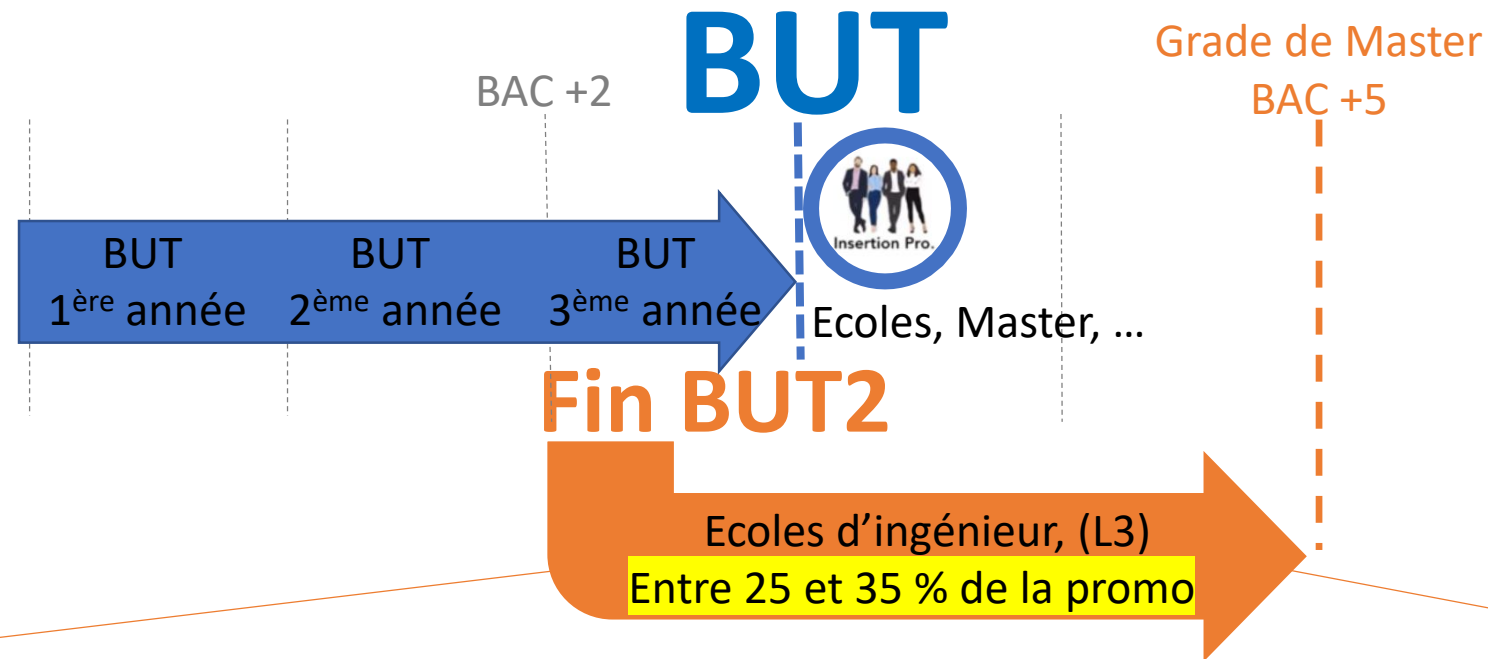 BUT
Grade de Master
BAC +5
BAC +2
Insertion Pro.
BUT
1ère année
BUT
2ème année
BUT
3ème année
Ecoles, Master, …
Fin BUT2
Ecoles d’ingénieur, (L3)
Entre 25 et 35 % de la promo